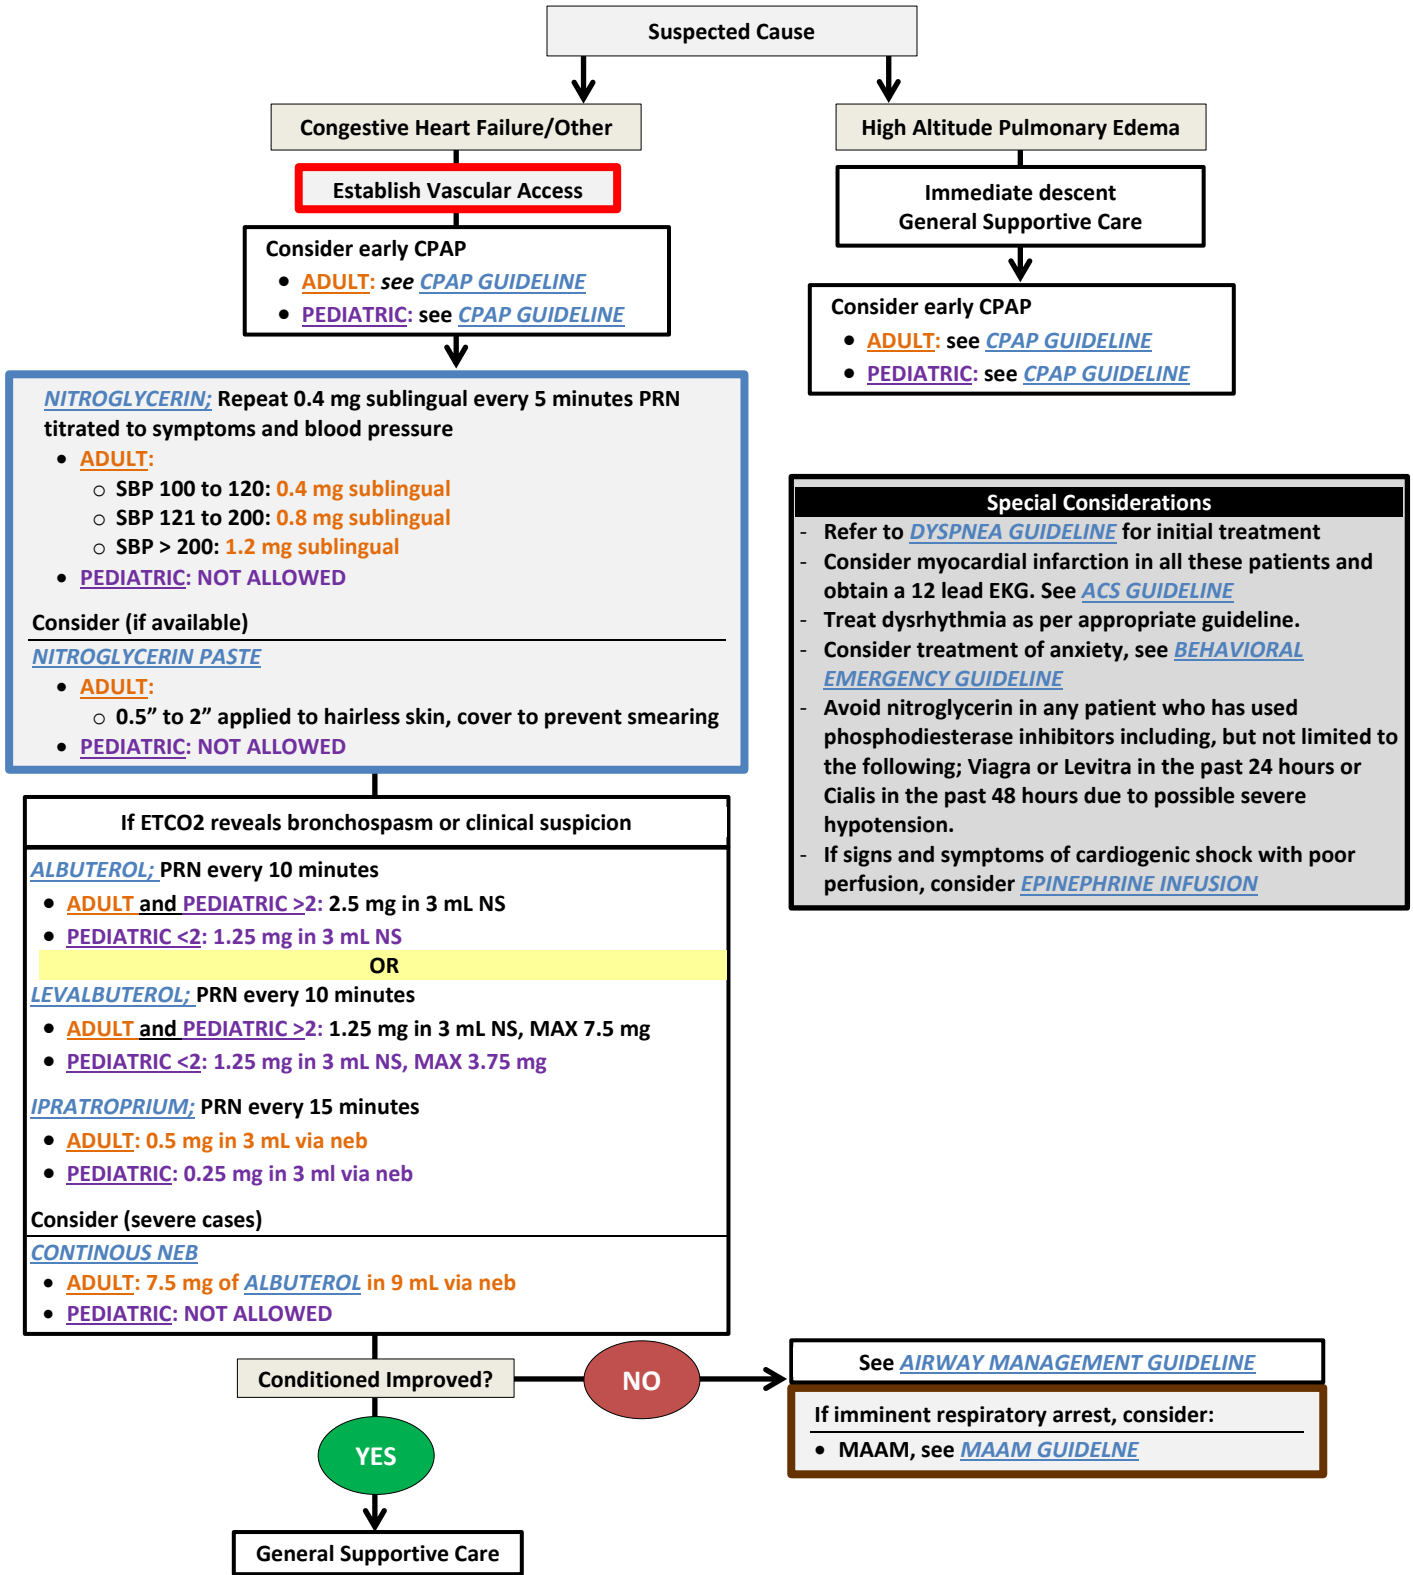 Suspected Cause
Congestive Heart Failure/Other
Establish Vascular Access
Consider early CPAP
• ADULT: see CPAP GUIDELINE
• PEDIATRIC: see CPAP GUIDELINE
NITROGLYCERIN; Repeat 0.4 mg sublingual every 5 minutes PRN
titrated to symptoms and blood pressure
• ADULT:
o SBP 100 to 120: 0.4 mg sublingual
o SBP 121 to 200: 0.8 mg sublingual
o SBP > 200: 1.2 mg sublingual
• PEDIATRIC: NOT ALLOWED
Consider (if available)
NITROGLYCERIN PASTE
• ADULT:
o 0.5” to 2” applied to hairless skin, cover to prevent smearing
• PEDIATRIC: NOT ALLOWED
If ETCO2 reveals bronchospasm or clinical suspicion
ALBUTEROL; PRN every 10 minutes
• ADULT and PEDIATRIC >2: 2.5 mg in 3 mL NS
• PEDIATRIC <2: 1.25 mg in 3 mL NS
OR
LEVALBUTEROL; PRN every 10 minutes
• ADULT and PEDIATRIC >2: 1.25 mg in 3 mL NS, MAX 7.5 mg
• PEDIATRIC <2: 1.25 mg in 3 mL NS, MAX 3.75 mg
IPRATROPRIUM; PRN every 15 minutes
• ADULT: 0.5 mg in 3 mL via neb
• PEDIATRIC: 0.25 mg in 3 ml via neb
Consider (severe cases)
CONTINOUS NEB
• ADULT: 7.5 mg of ALBUTEROL in 9 mL via neb
• PEDIATRIC: NOT ALLOWED
Conditioned Improved?
NO
YES
General Supportive Care
High Altitude Pulmonary Edema
Immediate descent
General Supportive Care
Consider early CPAP
• ADULT: see CPAP GUIDELINE
• PEDIATRIC: see CPAP GUIDELINE
Special Considerations
- Refer to DYSPNEA GUIDELINE for initial treatment
- Consider myocardial infarction in all these patients and
obtain a 12 lead EKG. See ACS GUIDELINE
- Treat dysrhythmia as per appropriate guideline.
- Consider treatment of anxiety, see BEHAVIORAL
EMERGENCY GUIDELINE
- Avoid nitroglycerin in any patient who has used
phosphodiesterase inhibitors including, but not limited to
the following; Viagra or Levitra in the past 24 hours or
Cialis in the past 48 hours due to possible severe
hypotension.
- If signs and symptoms of cardiogenic shock with poor
perfusion, consider EPINEPHRINE INFUSION
See AIRWAY MANAGEMENT GUIDELINE
If imminent respiratory arrest, consider:
• MAAM, see MAAM GUIDELNE